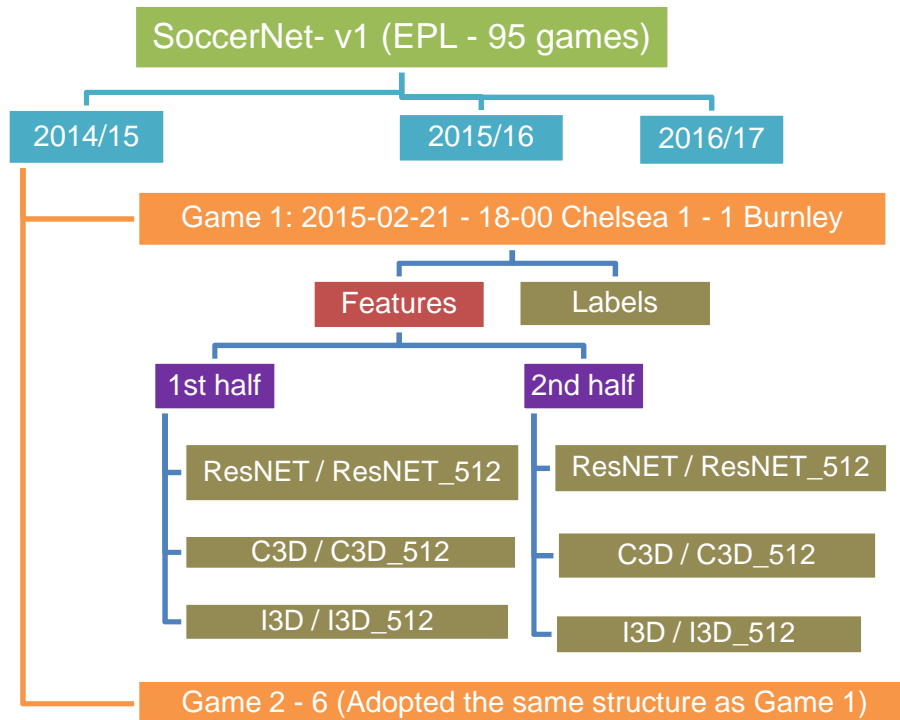 SoccerNet- v1 (EPL - 95 games)
2014/15
2015/16
2016/17
Game 1: 2015-02-21 - 18-00 Chelsea 1 - 1 Burnley
Features
Labels
1st half
2nd half
ResNET / ResNET_512
ResNET / ResNET_512
C3D / C3D_512
C3D / C3D_512
I3D / I3D_512
I3D / I3D_512
Game 2 - 6 (Adopted the same structure as Game 1)